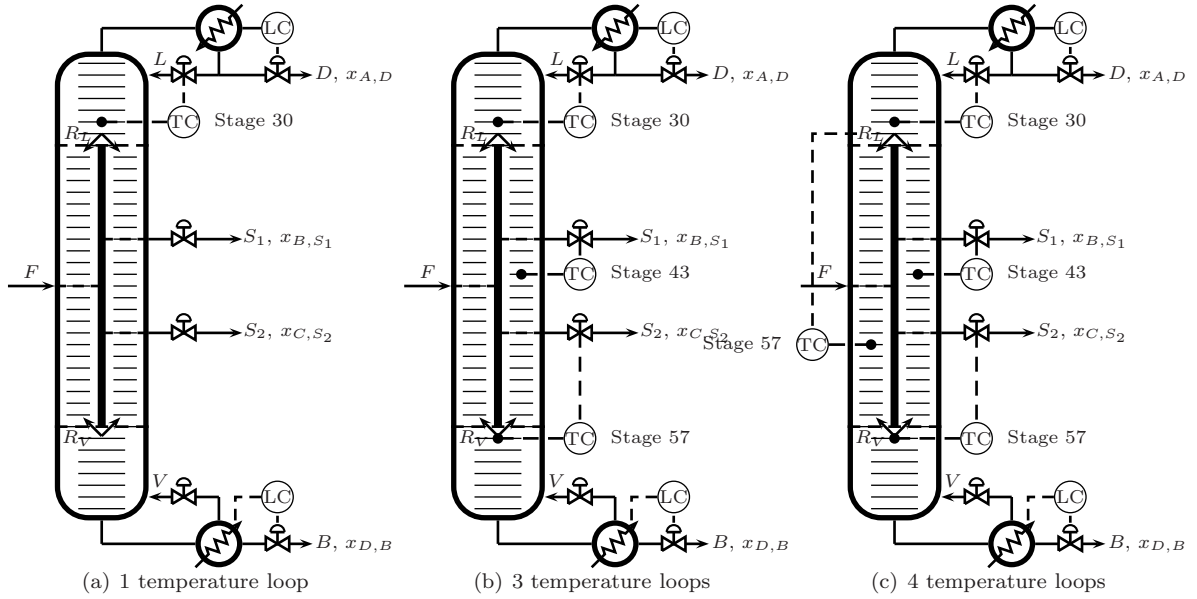 LC
L
D, x_{A,D}
TC Stage 30
R_L
S_1, x_{B,S_1}
F
S_2, x_{C,S_2}
R_V
V
LC
B, x_{D,B}
(a) 1 temperature loop
LC
L
D, x_{A,D}
TC Stage 30
R_L
S_1, x_{B,S_1}
F
TC Stage 43
S_2, x_{C,S_2}
R_V
TC Stage 57
V
LC
B, x_{D,B}
(b) 3 temperature loops
LC
L
D, x_{A,D}
TC Stage 30
R_L
S_1, x_{B,S_1}
F
TC Stage 43
S_2, x_{C,S_2}
Stage 57 TC
R_V
TC Stage 57
V
LC
B, x_{D,B}
(c) 4 temperature loops